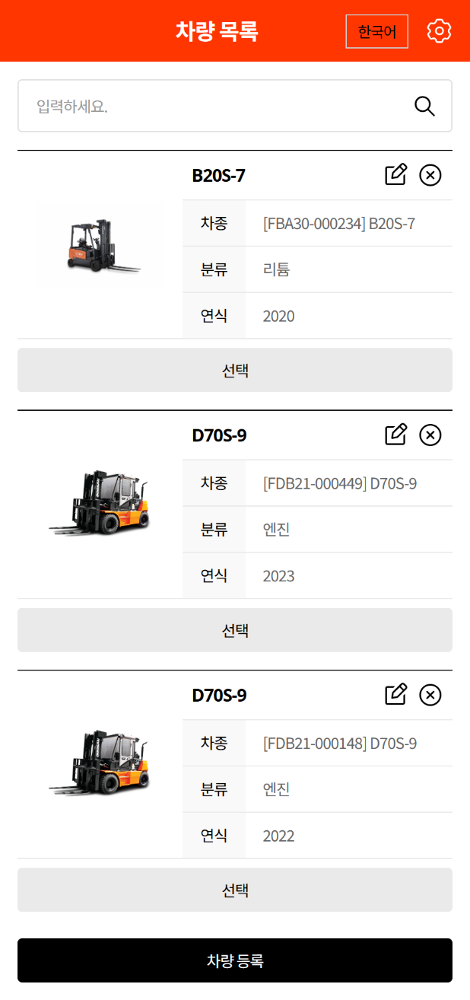 차량 목록
한국어
입력하세요.
B20S-7
차종 [FBA30-000234] B20S-7
분류 리튬
연식 2020
선택
D70S-9
차종 [FDB21-000449] D70S-9
분류 엔진
연식 2023
선택
D70S-9
차종 [FDB21-000148] D70S-9
분류 엔진
연식 2022
선택
차량 등록